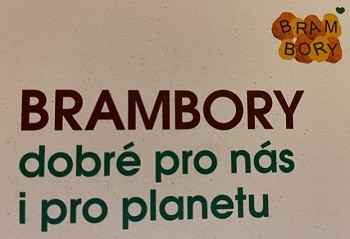 BRAM
BORY
BRAMBORY
dobré pro nás
i pro planetu